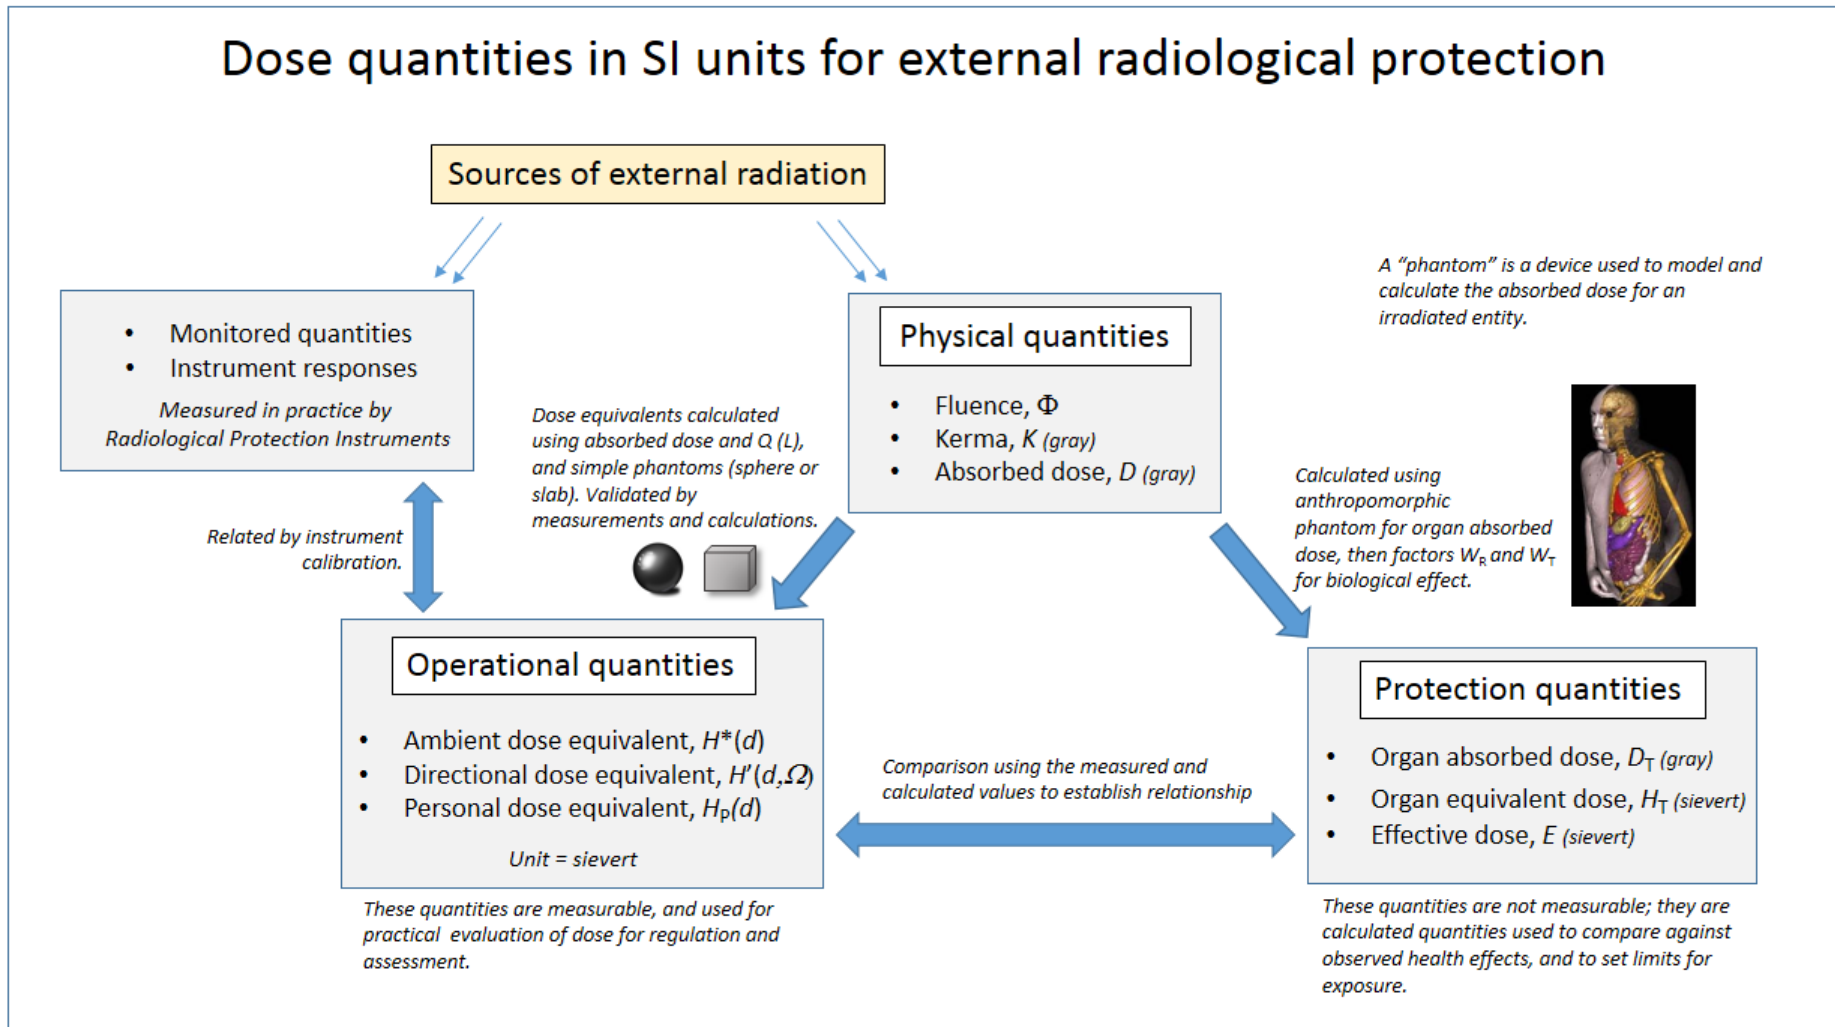 Dose quantities in SI units for external radiological protection
Sources of external radiation
• Monitored quantities
• Instrument responses
Measured in practice by
Radiological Protection Instruments
Physical quantities
• Fluence, Φ
• Kerma, K (gray)
• Absorbed dose, D (gray)
A “phantom” is a device used to model and
calculate the absorbed dose for an
irradiated entity.
Dose equivalents calculated
using absorbed dose and Q (L),
and simple phantoms (sphere or
slab). Validated by
measurements and calculations.
Calculated using
anthropomorphic
phantom for organ absorbed
dose, then factors W_R and W_T
for biological effect.
Related by instrument
calibration.
Operational quantities
• Ambient dose equivalent, H*(d)
• Directional dose equivalent, H’(d,Ω)
• Personal dose equivalent, H_P(d)
Unit = sievert
These quantities are measurable, and used for
practical evaluation of dose for regulation and
assessment.
Comparison using the measured and
calculated values to establish relationship
Protection quantities
• Organ absorbed dose, D_T (gray)
• Organ equivalent dose, H_T (sievert)
• Effective dose, E (sievert)
These quantities are not measurable; they are
calculated quantities used to compare against
observed health effects, and to set limits for
exposure.